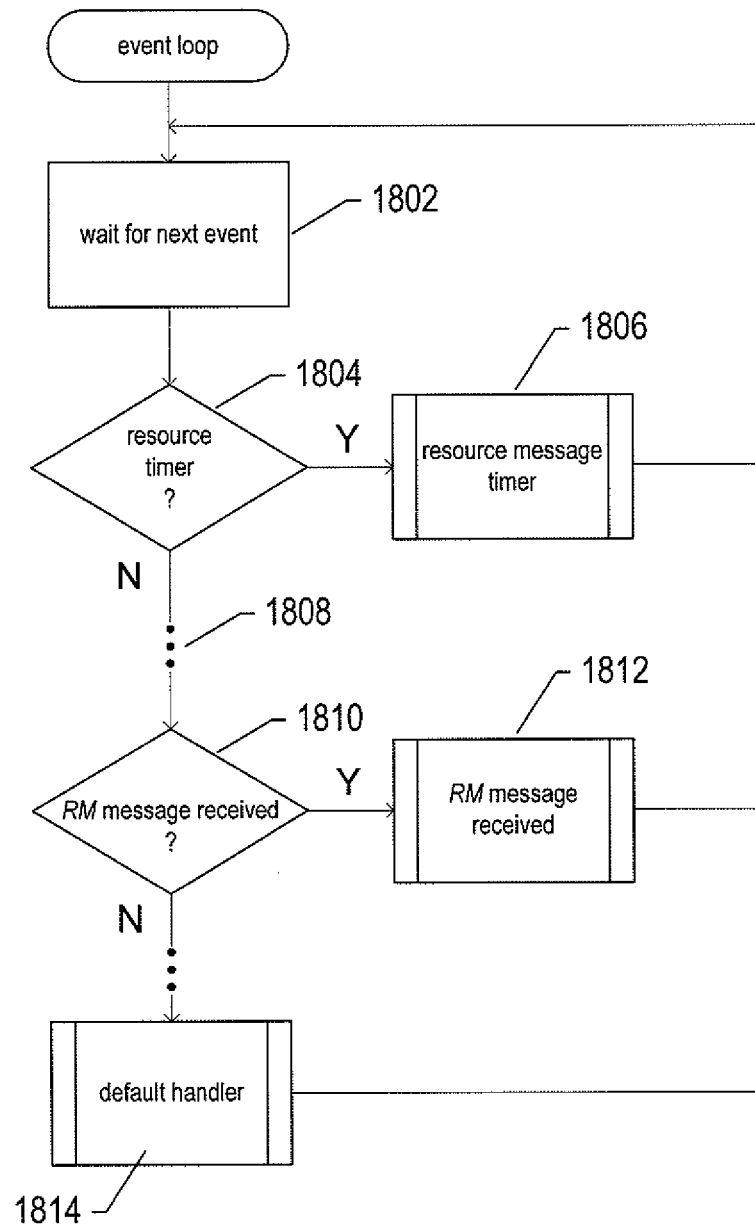 event loop
wait for next event
1802
1804
resource
timer
?
Y
1806
resource message
timer
N
1808
1810
RM message received
?
Y
1812
RM message
received
N
default handler
1814